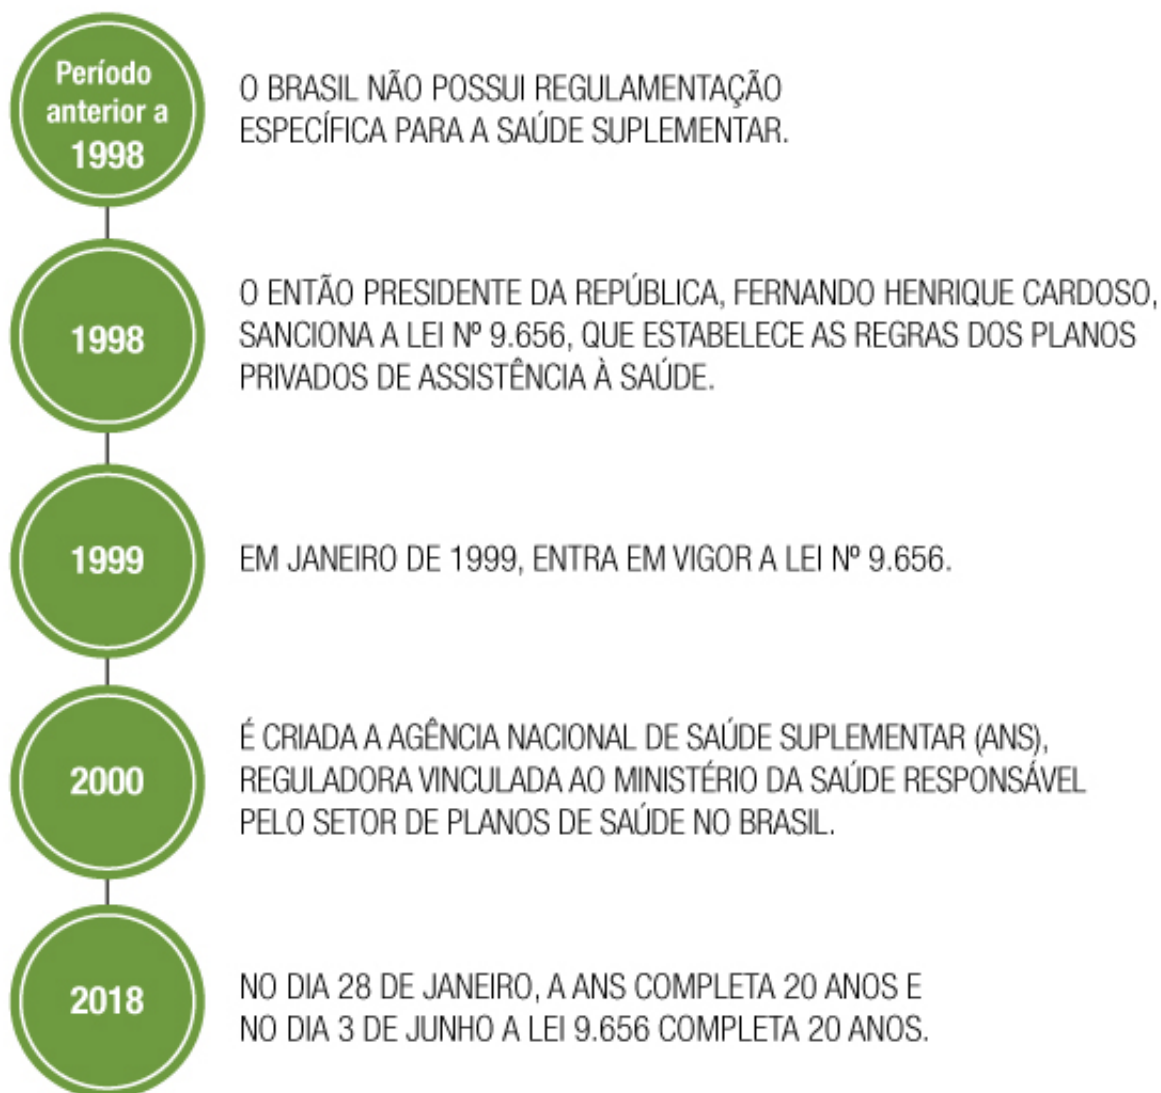 Período
anterior a
1998
O BRASIL NÃO POSSUI REGULAMENTAÇÃO
ESPECÍFICA PARA A SAÚDE SUPLEMENTAR.
1998
O ENTÃO PRESIDENTE DA REPÚBLICA, FERNANDO HENRIQUE CARDOSO,
SANCIONA A LEI Nº 9.656, QUE ESTABELECE AS REGRAS DOS PLANOS
PRIVADOS DE ASSISTÊNCIA À SAÚDE.
1999
EM JANEIRO DE 1999, ENTRA EM VIGOR A LEI Nº 9.656.
2000
É CRIADA A AGÊNCIA NACIONAL DE SAÚDE SUPLEMENTAR (ANS),
REGULADORA VINCULADA AO MINISTÉRIO DA SAÚDE RESPONSÁVEL
PELO SETOR DE PLANOS DE SAÚDE NO BRASIL.
2018
NO DIA 28 DE JANEIRO, A ANS COMPLETA 20 ANOS E
NO DIA 3 DE JUNHO A LEI 9.656 COMPLETA 20 ANOS.